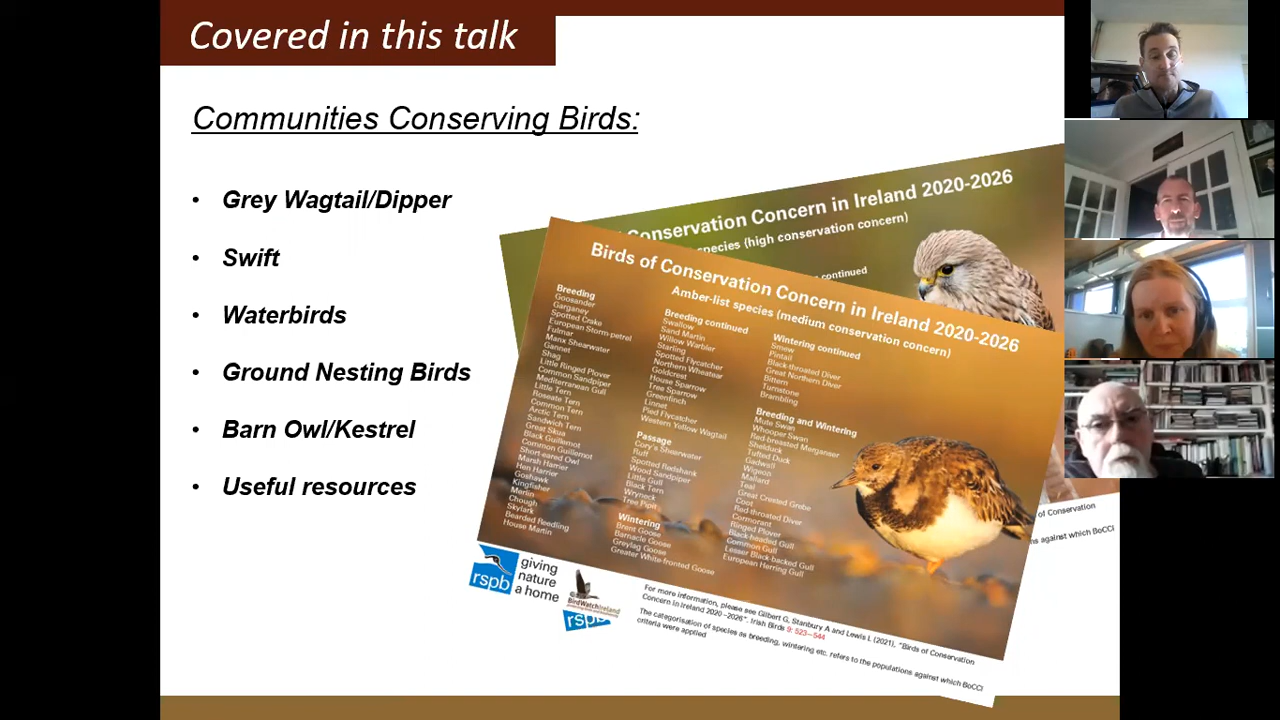 Covered in this talk
Communities Conserving Birds:
• Grey Wagtail/Dipper
• Swift
• Waterbirds
• Ground Nesting Birds
• Barn Owl/Kestrel
• Useful resources
Conservation Concern in Ireland 2020-2026
species (high conservation concern)
continued
Birds of Conservation Concern in Ireland 2020-2026
Amber-list species (medium conservation concern)
Breeding
Goosander
Garganey
Spotted Crake
European Storm-petrel
Fulmar
Manx Shearwater
Gannet
Shag
Little Ringed Plover
Common Sandpiper
Mediterranean Gull
Little Tern
Roseate Tern
Common Tern
Arctic Tern
Sandwich Tern
Great Skua
Black Guillemot
Common Guillemot
Short-eared Owl
Marsh Harrier
Hen Harrier
Goshawk
Kingfisher
Merlin
Chough
Skylark
Bearded Reedling
House Martin
Breeding continued
Swallow
Sand Martin
Willow Warbler
Starling
Spotted Flycatcher
Northern Wheatear
Goldcrest
House Sparrow
Tree Sparrow
Greenfinch
Linnet
Pied Flycatcher
Western Yellow Wagtail
Passage
Cory's Shearwater
Ruff
Spotted Redshank
Wood Sandpiper
Little Gull
Black Tern
Wryneck
Tree Pipit
Wintering
Brent Goose
Barnacle Goose
Greylag Goose
Greater White-fronted Goose
Wintering continued
Smew
Pintail
Black-throated Diver
Great Northern Diver
Bittern
Turnstone
Brambling
Breeding and Wintering
Mute Swan
Whooper Swan
Red-breasted Merganser
Shelduck
Tufted Duck
Gadwall
Wigeon
Mallard
Teal
Great Crested Grebe
Coot
Red-throated Diver
Cormorant
Ringed Plover
Black-headed Gull
Common Gull
Lesser Black-backed Gull
European Herring Gull
rspb
giving
nature
a home
BirdWatchIreland
rspb
For more information, please see Gilbert G, Stanbury A and Lewis L (2021), "Birds of Conservation
Concern in Ireland 2020–2026". Irish Birds 9: 523–544
The categorisation of species as breeding, wintering etc. refers to the populations against which BoCCI
criteria were applied
of Conservation
ns against which BoCCI